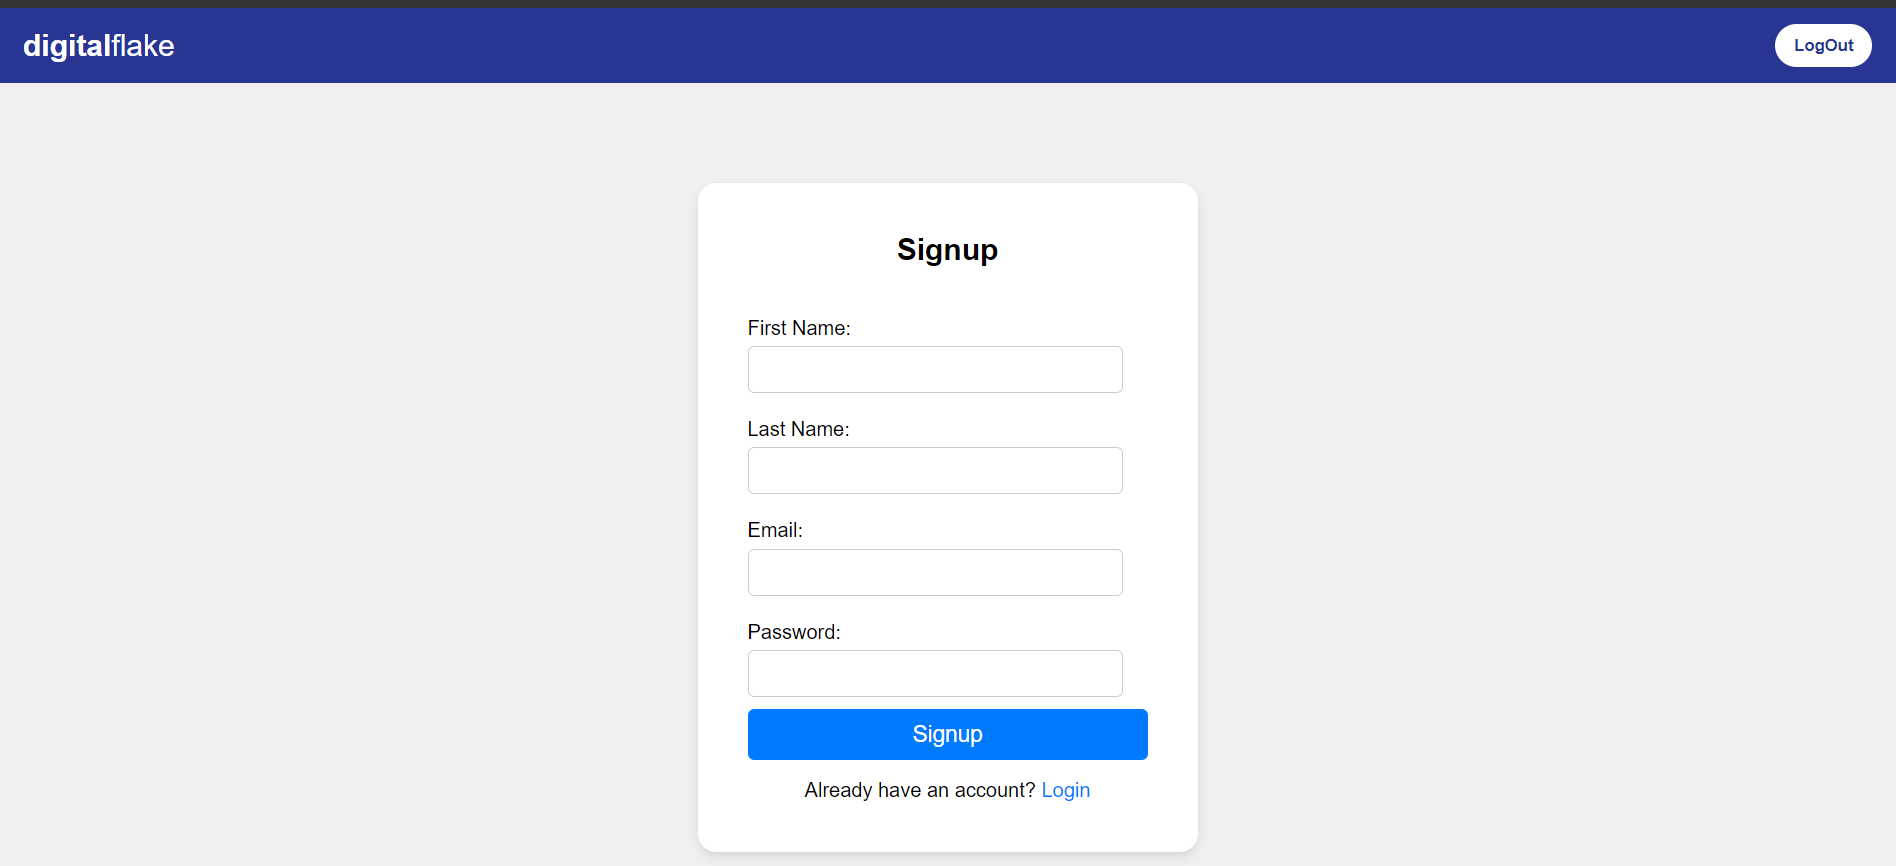 digitalflake
LogOut
Signup
First Name:
Last Name:
Email:
Password:
Signup
Already have an account? Login